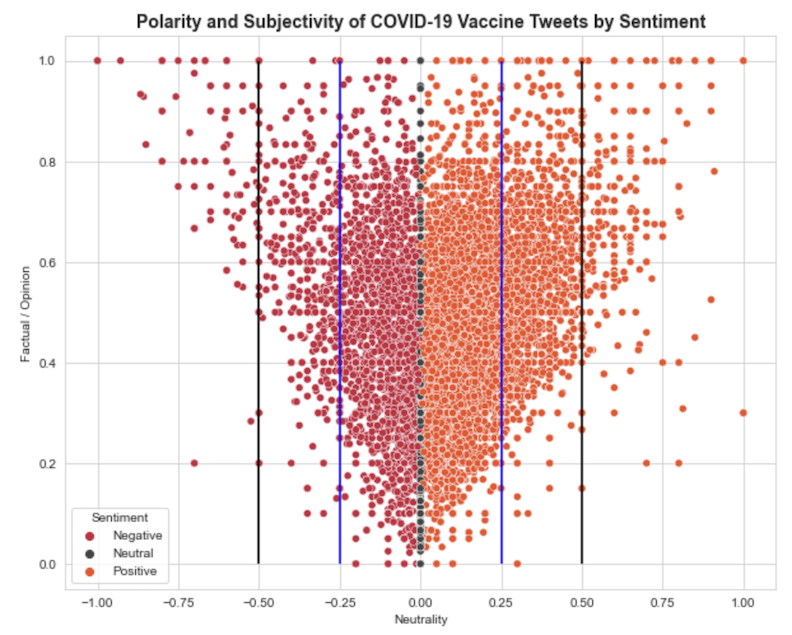 Polarity and Subjectivity of COVID-19 Vaccine Tweets by Sentiment
1.0
0.8
0.6
0.4
0.2
0.0
Factual / Opinion
Sentiment
Negative
Neutral
Positive
−1.00 −0.75 −0.50 −0.25 0.00 0.25 0.50 0.75 1.00
Neutrality